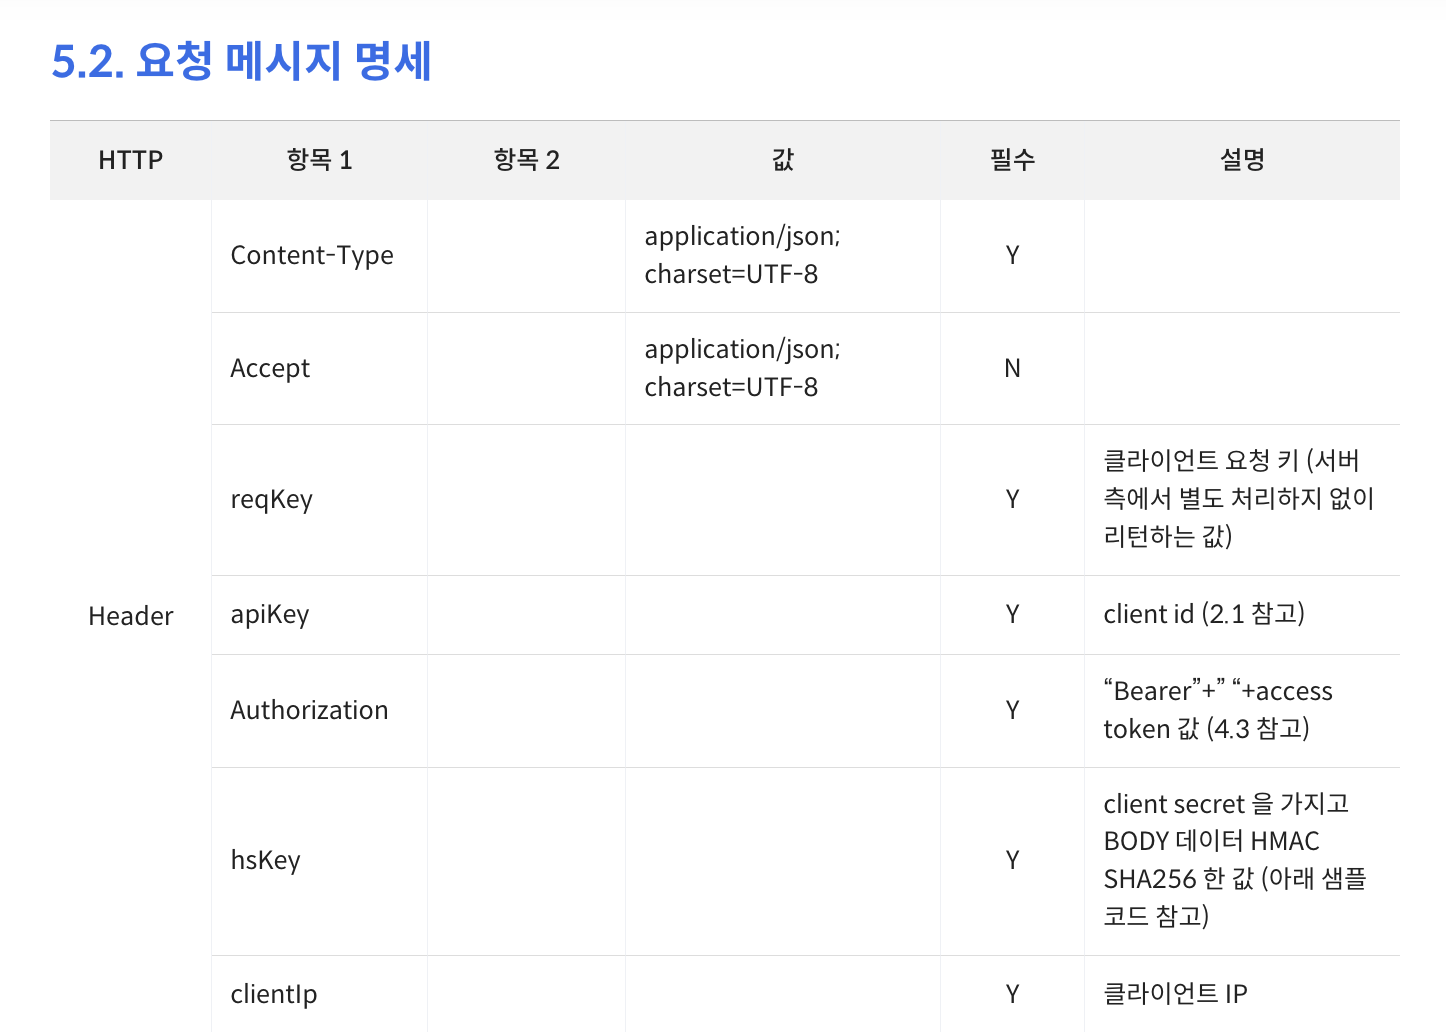 5.2. 요청 메시지 명세
HTTP 항목 1 항목 2 값 필수 설명
Header
Content-Type application/json; charset=UTF-8 Y
Accept application/json; charset=UTF-8 N
reqKey Y 클라이언트 요청 키 (서버
측에서 별도 처리하지 없이
리턴하는 값)
apiKey Y client id (2.1 참고)
Authorization Y “Bearer”+” “+access
token 값 (4.3 참고)
hsKey Y client secret 을 가지고
BODY 데이터 HMAC
SHA256 한 값 (아래 샘플
코드 참고)
clientIp Y 클라이언트 IP